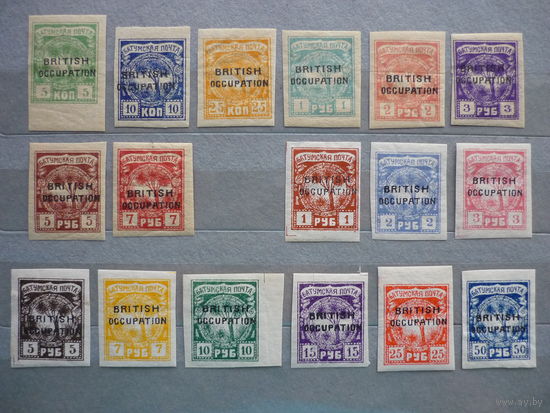 БАТУМСКАЯ ПОЧТА
BRITISH
OCCUPATION
5 КОП 5
БАТУМСКАЯ ПОЧТА
BRITISH
OCCUPATION
10 КОП 10
БАТУМСКАЯ ПОЧТА
BRITISH
OCCUPATION
25 КОП 25
БАТУМСКАЯ ПОЧТА
BRITISH
OCCUPATION
1 РУБ 1
БАТУМСКАЯ ПОЧТА
BRITISH
OCCUPATION
2 РУБ 2
БАТУМСКАЯ ПОЧТА
BRITISH
OCCUPATION
3 РУБ 3
БАТУМСКАЯ ПОЧТА
BRITISH
OCCUPATION
5 РУБ 5
БАТУМСКАЯ ПОЧТА
BRITISH
OCCUPATION
7 РУБ 7
БАТУМСКАЯ ПОЧТА
BRITISH
OCCUPATION
1 РУБ 1
БАТУМСКАЯ ПОЧТА
BRITISH
OCCUPATION
2 РУБ 2
БАТУМСКАЯ ПОЧТА
BRITISH
OCCUPATION
3 РУБ 3
БАТУМСКАЯ ПОЧТА
BRITISH
OCCUPATION
5 РУБ 5
БАТУМСКАЯ ПОЧТА
BRITISH
OCCUPATION
7 РУБ 7
БАТУМСКАЯ ПОЧТА
BRITISH
OCCUPATION
10 РУБ 10
БАТУМСКАЯ ПОЧТА
BRITISH
OCCUPATION
15 РУБ 15
БАТУМСКАЯ ПОЧТА
BRITISH
OCCUPATION
25 РУБ 25
БАТУМСКАЯ ПОЧТА
BRITISH
OCCUPATION
50 РУБ 50
© av.by